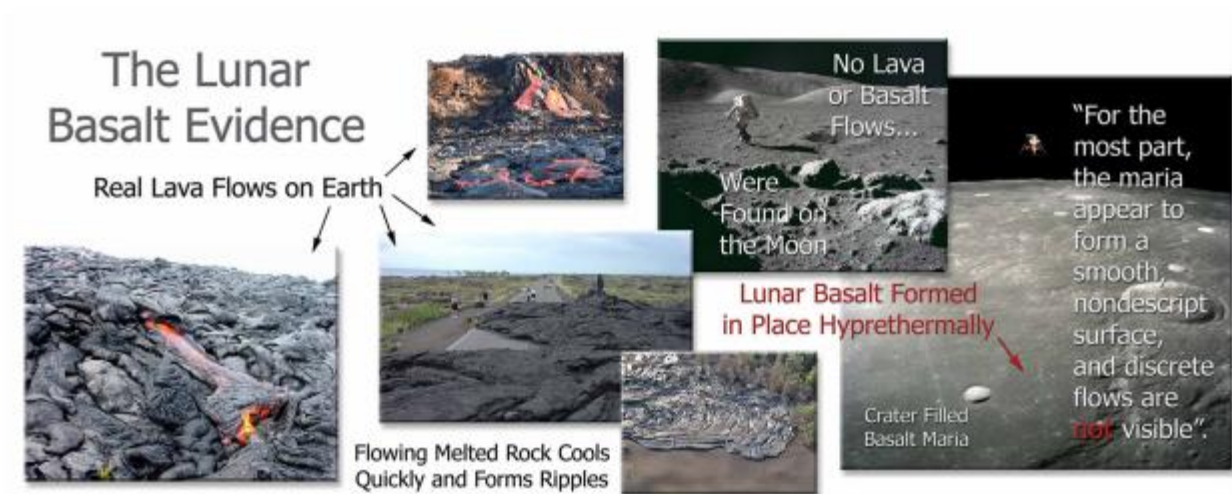 The Lunar
Basalt Evidence
Real Lava Flows on Earth
Flowing Melted Rock Cools
Quickly and Forms Ripples
No Lava
or Basalt
Flows...
Were
Found on
the Moon
Lunar Basalt Formed
in Place Hyprethermally
Crater Filled
Basalt Maria
"For the
most part,
the maria
appear to
form a
smooth,
nondescript
surface,
and discrete
flows are
not visible".